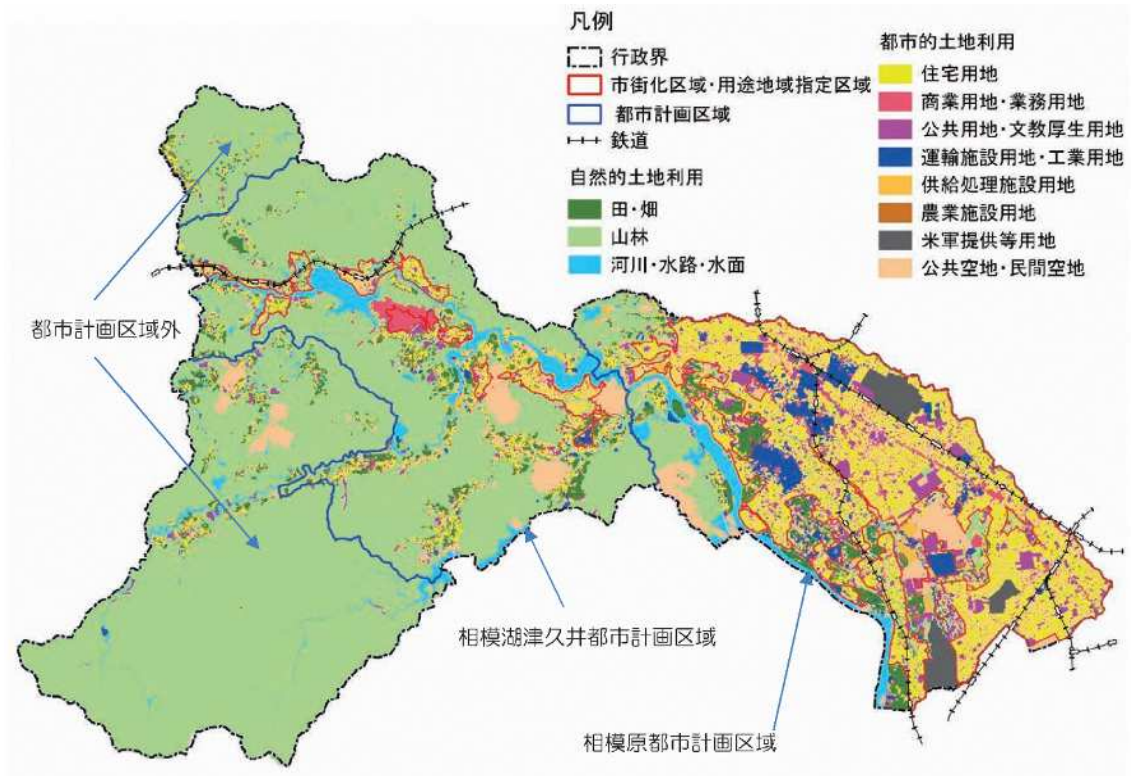 凡例
行政界
市街化区域・用途地域指定区域
都市計画区域
鉄道
自然的土地利用
田・畑
山林
河川・水路・水面
都市的土地利用
住宅用地
商業用地・業務用地
公共用地・文教厚生用地
運輸施設用地・工業用地
供給処理施設用地
農業施設用地
米軍提供等用地
公共空地・民間空地
都市計画区域外
相模湖津久井都市計画区域
相模原都市計画区域